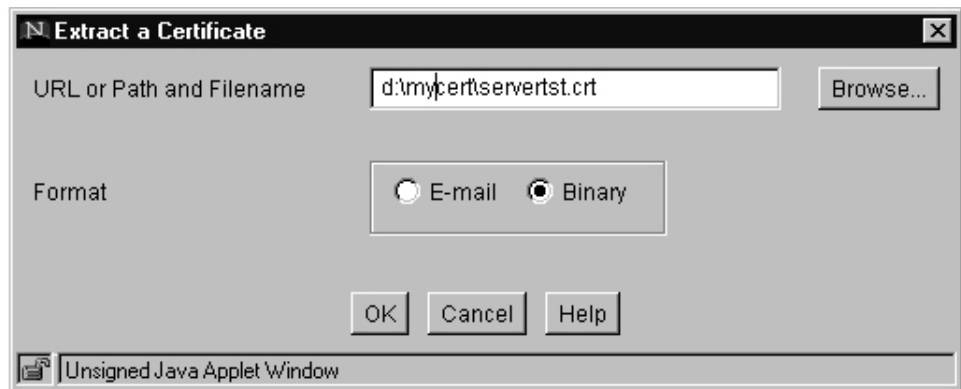 N Extract a Certificate
URL or Path and Filename d:\mycert\servertst.crt Browse...
Format E-mail Binary
OK Cancel Help
Unsigned Java Applet Window